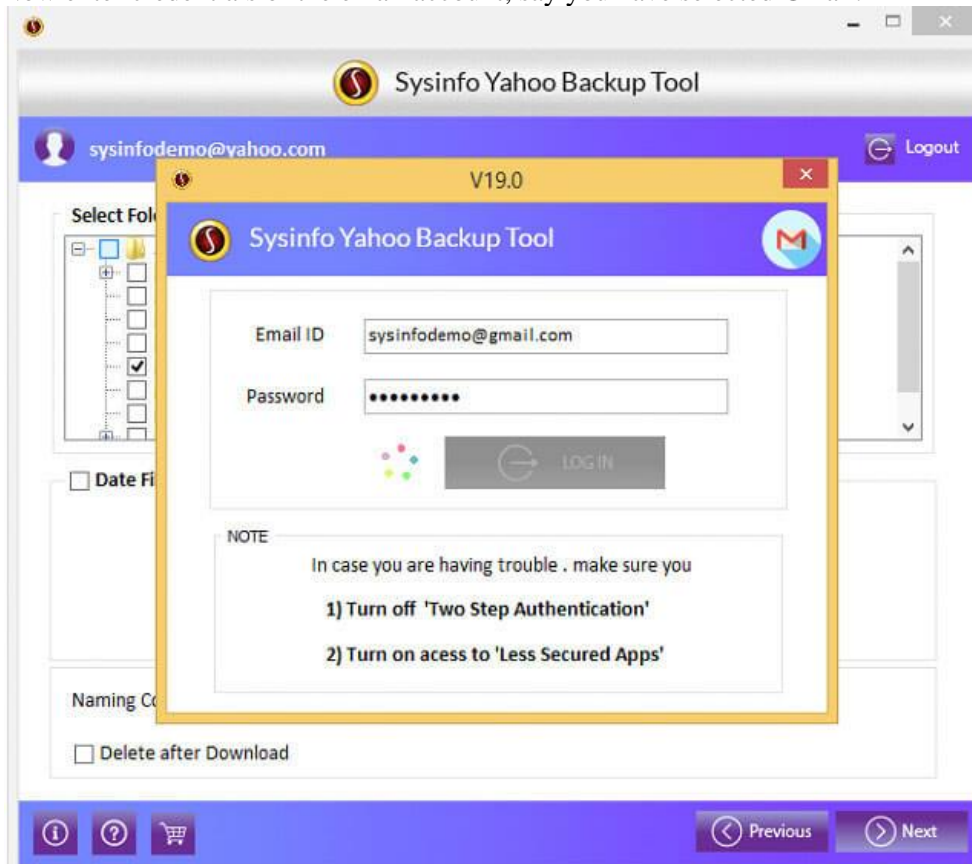 Sysinfo Yahoo Backup Tool
sysinfodemo@yahoo.com
Logout
V19.0
Select Fol
Sysinfo Yahoo Backup Tool
Email ID
sysinfodemo@gmail.com
Password
LOG IN
Date Fi
NOTE
In case you are having trouble . make sure you
1) Turn off 'Two Step Authentication'
2) Turn on acess to 'Less Secured Apps'
Naming Co
Delete after Download
Previous
Next